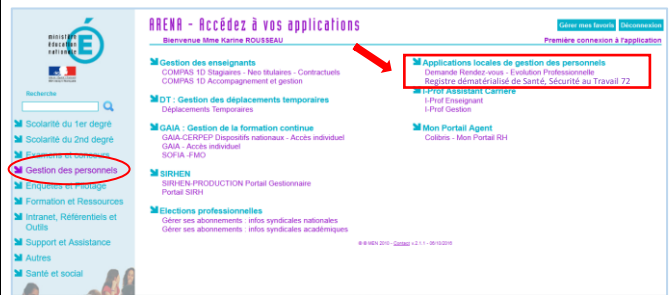 ministère
éducation
nationale
ARENA - Accédez à vos applications
Gérer mes favoris
Déconnexion
Bienvenue Mme Karine ROUSSEAU
Première connexion à l'application
Recherche
Scolarité du 1er degré
Scolarité du 2nd degré
Examens et concours
Gestion des personnels
Enquêtes et Pilotage
Formation et Ressources
Intranet, Référentiels et
Outils
Support et Assistance
Autres
Santé et social
Gestion des enseignants
COMPAS 1D Stagiaires - Neo titulaires - Contractuels
COMPAS 1D Accompagnement et gestion
DT : Gestion des déplacements temporaires
Déplacements Temporaires
GAIA : Gestion de la formation continue
GAIA-CERPEP Dispositifs nationaux - Accès individuel
GAIA - Accès individuel
SOFIA -FMO
SIRHEN
SIRHEN-PRODUCTION Portail Gestionnaire
Portail SIRH
Elections professionnelles
Gérer ses abonnements : infos syndicales nationales
Gérer ses abonnements : infos syndicales académiques
Applications locales de gestion des personnels
Demande Rendez-vous - Evolution Professionnelle
Registre dématérialisé de Santé, Sécurité au Travail 72
I-Prof Assistant Carrière
I-Prof Enseignant
I-Prof Gestion
Mon Portail Agent
Colibris - Mon Portail RH